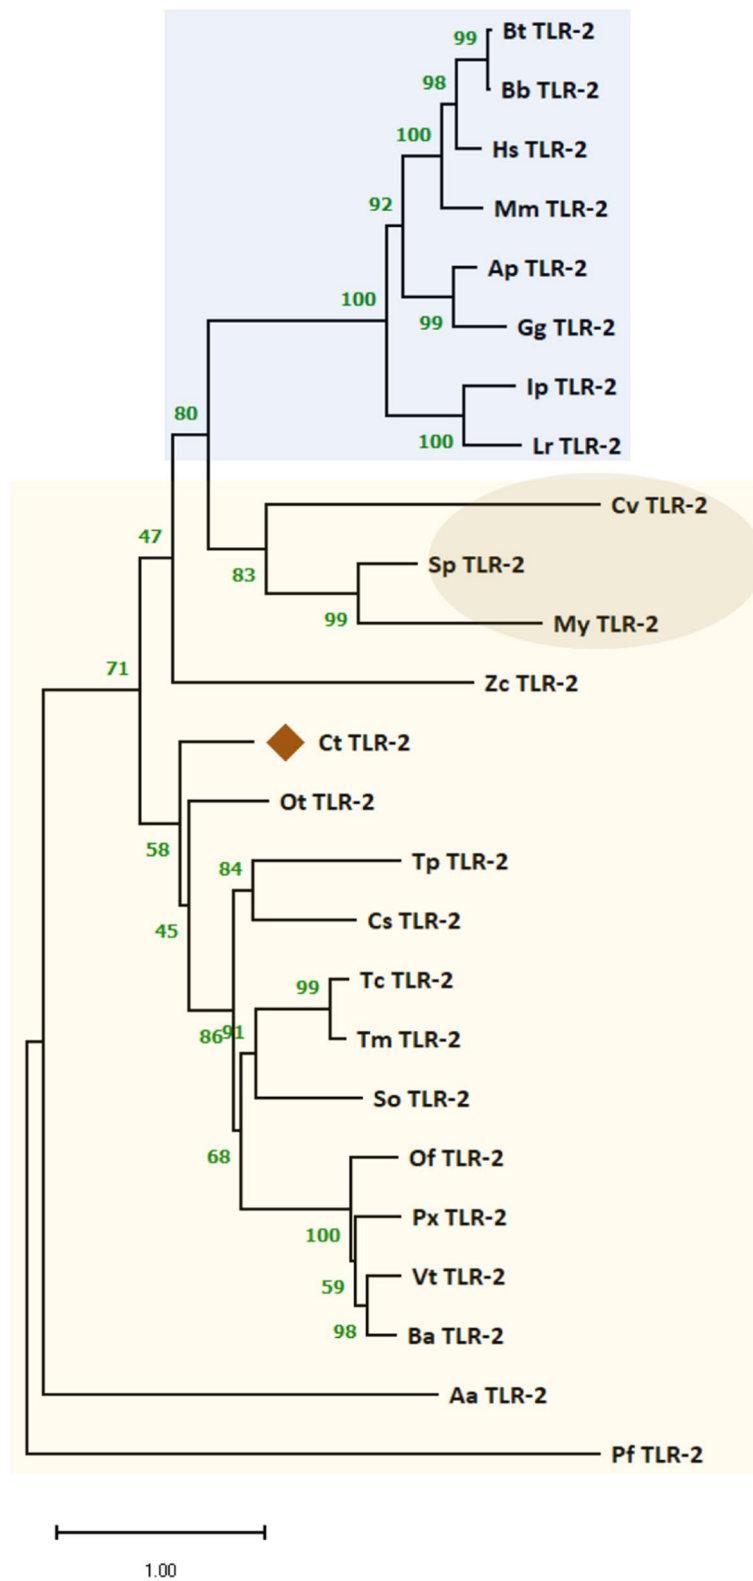 99
Bt TLR-2
98
Bb TLR-2
100
Hs TLR-2
92
Mm TLR-2
Ap TLR-2
100
99
Gg TLR-2
Ip TLR-2
80
100
Lr TLR-2
Cv TLR-2
47
Sp TLR-2
83
99
My TLR-2
71
Zc TLR-2
Ct TLR-2
Ot TLR-2
58
84
Tp TLR-2
45
Cs TLR-2
99
Tc TLR-2
86
91
Tm TLR-2
So TLR-2
68
Of TLR-2
Px TLR-2
100
Vt TLR-2
59
98
Ba TLR-2
Aa TLR-2
Pf TLR-2
1.00